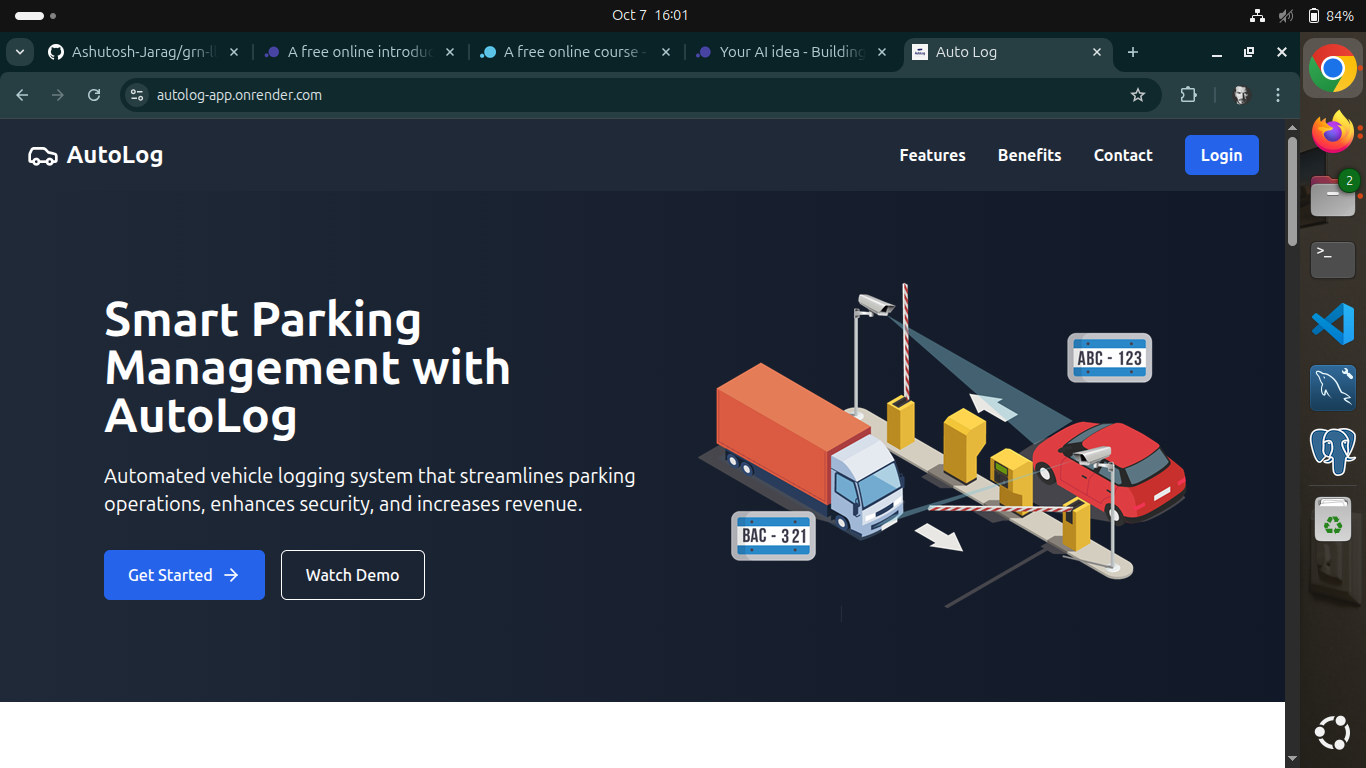 Oct 7 16:01
84%
Ashutosh-Jarag/grn-ll
A free online introduc
A free online course -
Your AI idea - Building
Auto Log
autolog-app.onrender.com
AutoLog
Features
Benefits
Contact
Login
2
>_
Smart Parking
Management with
AutoLog
Automated vehicle logging system that streamlines parking
operations, enhances security, and increases revenue.
Get Started
Watch Demo
ABC - 123
BAC - 321